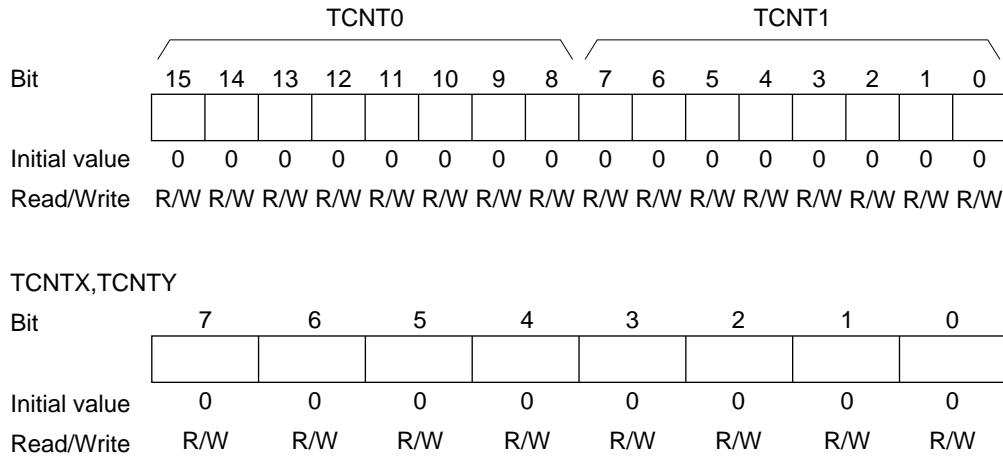 TCNT0 TCNT1
Bit 15 14 13 12 11 10 9 8 7 6 5 4 3 2 1 0
Initial value 0 0 0 0 0 0 0 0 0 0 0 0 0 0 0 0
Read/Write R/W R/W R/W R/W R/W R/W R/W R/W R/W R/W R/W R/W R/W R/W R/W R/W
TCNTX,TCNTY
Bit 7 6 5 4 3 2 1 0
Initial value 0 0 0 0 0 0 0 0
Read/Write R/W R/W R/W R/W R/W R/W R/W R/W